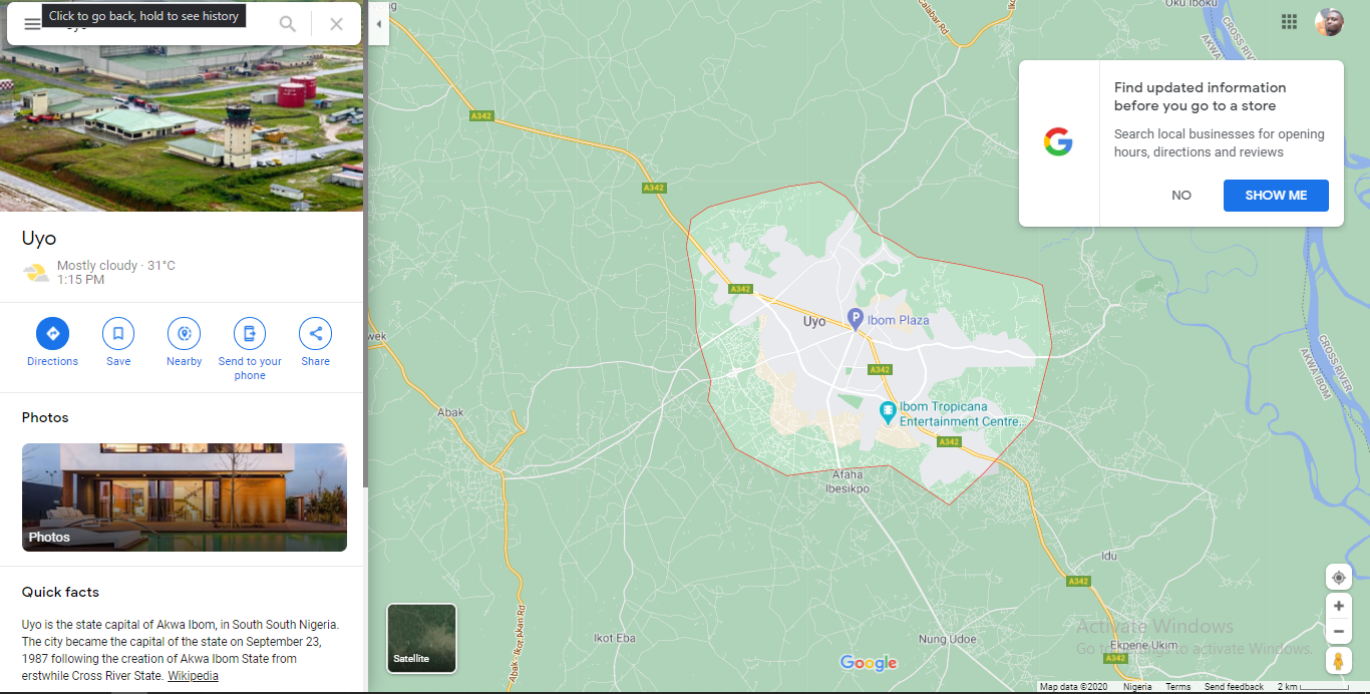 Click to go back, hold to see history
Uyo
Mostly cloudy · 31°C
1:15 PM
Directions
Save
Nearby
Send to your
phone
Share
Photos
Photos
Quick facts
Uyo is the state capital of Akwa Ibom, in South South Nigeria.
The city became the capital of the state on September 23,
1987 following the creation of Akwa Ibom State from
erstwhile Cross River State. Wikipedia
Calabar Rd
Oku Iboku
CROSS RIVER
AKWA IBOM
A342
A342
A342
Uyo
P
Ibom Plaza
A342
Ibom Tropicana
Entertainment Centre...
A342
Abak
Afaha
Ibesikpo
CROSS RIVER
AKWA IBOM
Idu
A342
Abak - Ikot Akpan Rd
Ikot Eba
Nung Udoe
Ekpene Ukim
A342
Satellite
Google
Find updated information
before you go to a store
Search local businesses for opening
hours, directions and reviews
NO
SHOW ME
Activate Windows
Go to Settings to activate Windows.
Map data ©2020
Nigeria
Terms
Send feedback
2 km